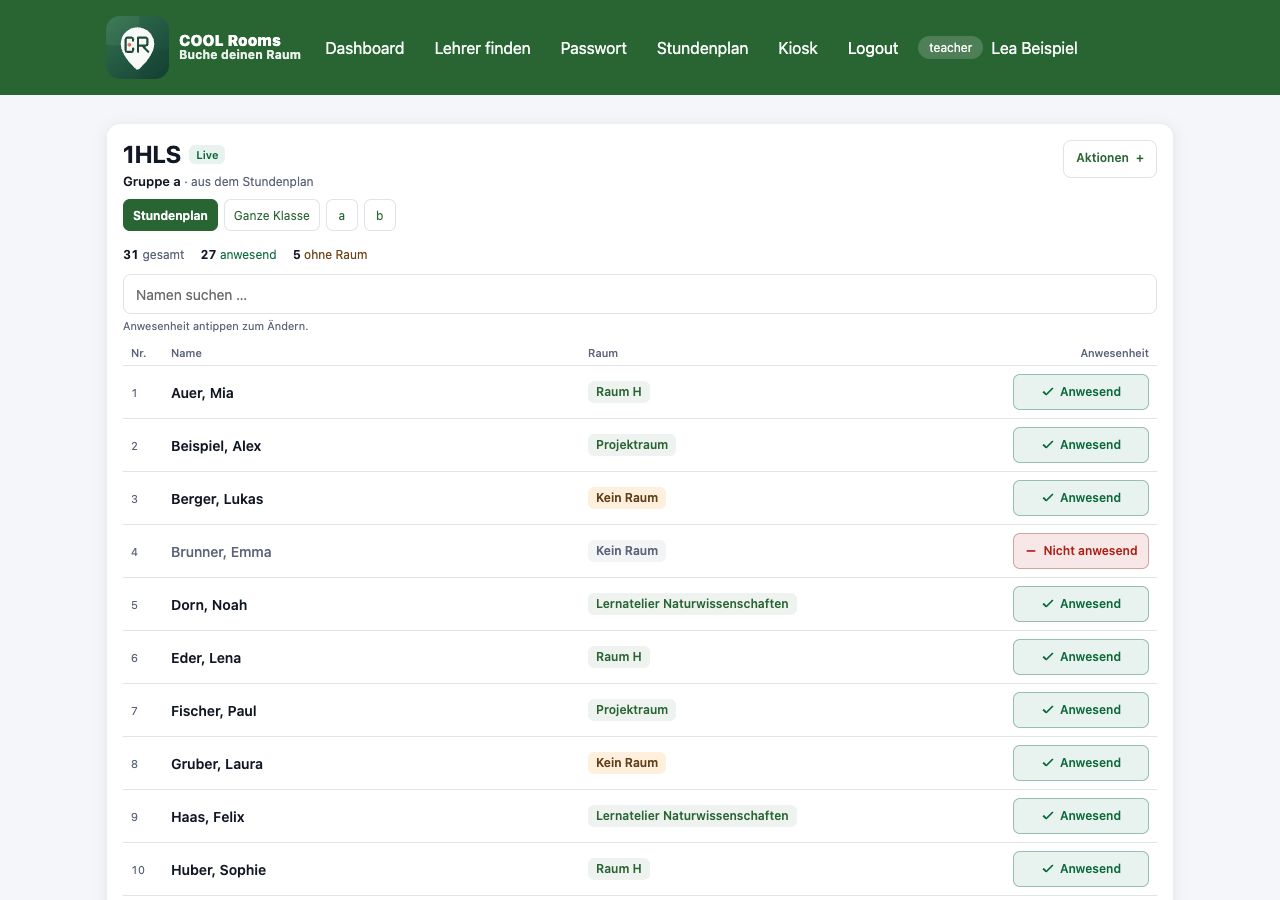 CR
COOL Rooms
Buche deinen Raum
Dashboard Lehrer finden Passwort Stundenplan Kiosk Logout teacher Lea Beispiel
1HLS Live
Aktionen +
Gruppe a · aus dem Stundenplan
Stundenplan Ganze Klasse a b
31 gesamt 27 anwesend 5 ohne Raum
Namen suchen …
Anwesenheit antippen zum Ändern.
Nr. Name Raum Anwesenheit
1 Auer, Mia Raum H ✓ Anwesend
2 Beispiel, Alex Projektraum ✓ Anwesend
3 Berger, Lukas Kein Raum ✓ Anwesend
4 Brunner, Emma Kein Raum – Nicht anwesend
5 Dorn, Noah Lernatelier Naturwissenschaften ✓ Anwesend
6 Eder, Lena Raum H ✓ Anwesend
7 Fischer, Paul Projektraum ✓ Anwesend
8 Gruber, Laura Kein Raum ✓ Anwesend
9 Haas, Felix Lernatelier Naturwissenschaften ✓ Anwesend
10 Huber, Sophie Raum H ✓ Anwesend